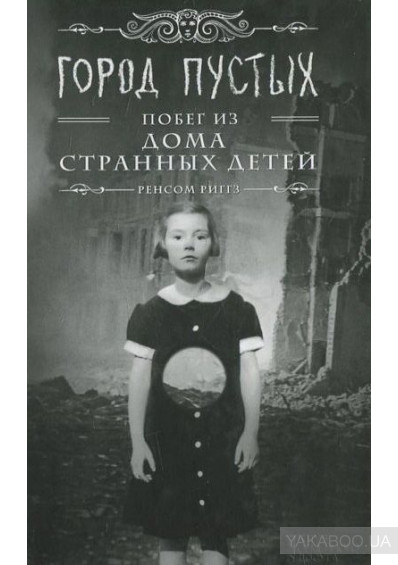 ГОРОД ПУСТЫХ
ПОБЕГ ИЗ
ДОМА
СТРАННЫХ ДЕТЕЙ
РЕНСОМ РИГГЗ
YAKABOO.UA